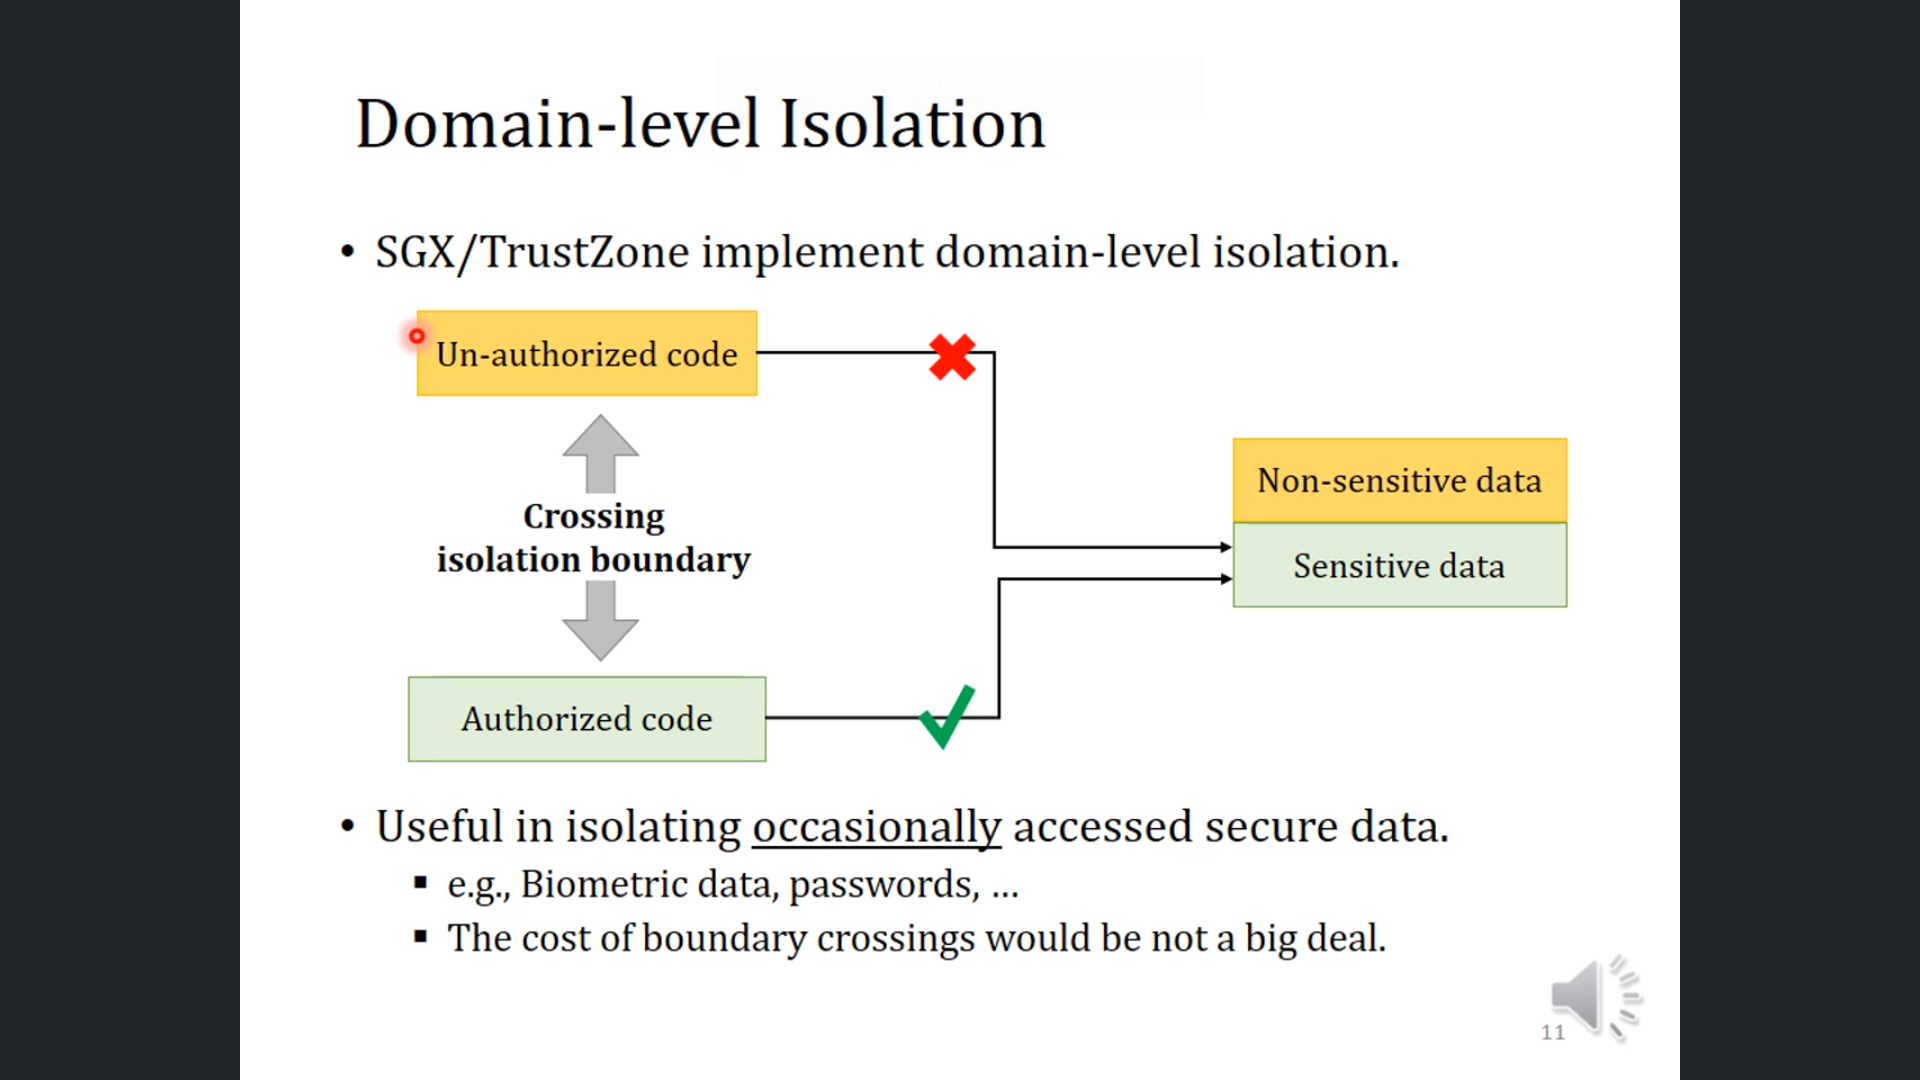 Domain-level Isolation
• SGX/TrustZone implement domain-level isolation.
Un-authorized code
Crossing
isolation boundary
Authorized code
Non-sensitive data
Sensitive data
• Useful in isolating occasionally accessed secure data.
▪ e.g., Biometric data, passwords, ...
▪ The cost of boundary crossings would be not a big deal.
11